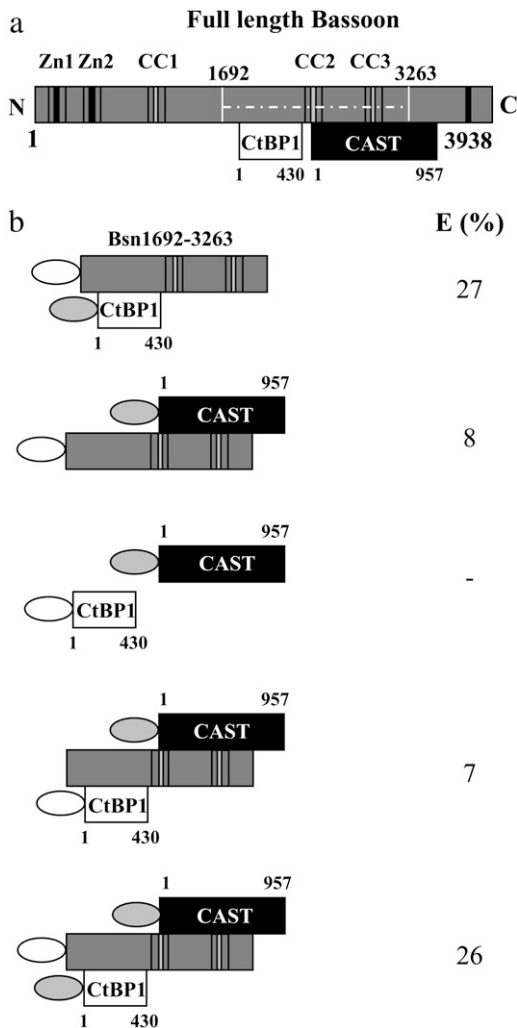 a
Full length Bassoon
Zn1 Zn2 CC1 1692 CC2 CC3 3263
N C
1 CtBP1 CAST 3938
1 430 1 957
b E (%)
Bsn1692-3263
27
CtBP1
1 430
1 957
CAST
8
1 957
CAST
-
CtBP1
1 430
1 957
CAST
7
CtBP1
1 430
1 957
CAST
26
CtBP1
1 430